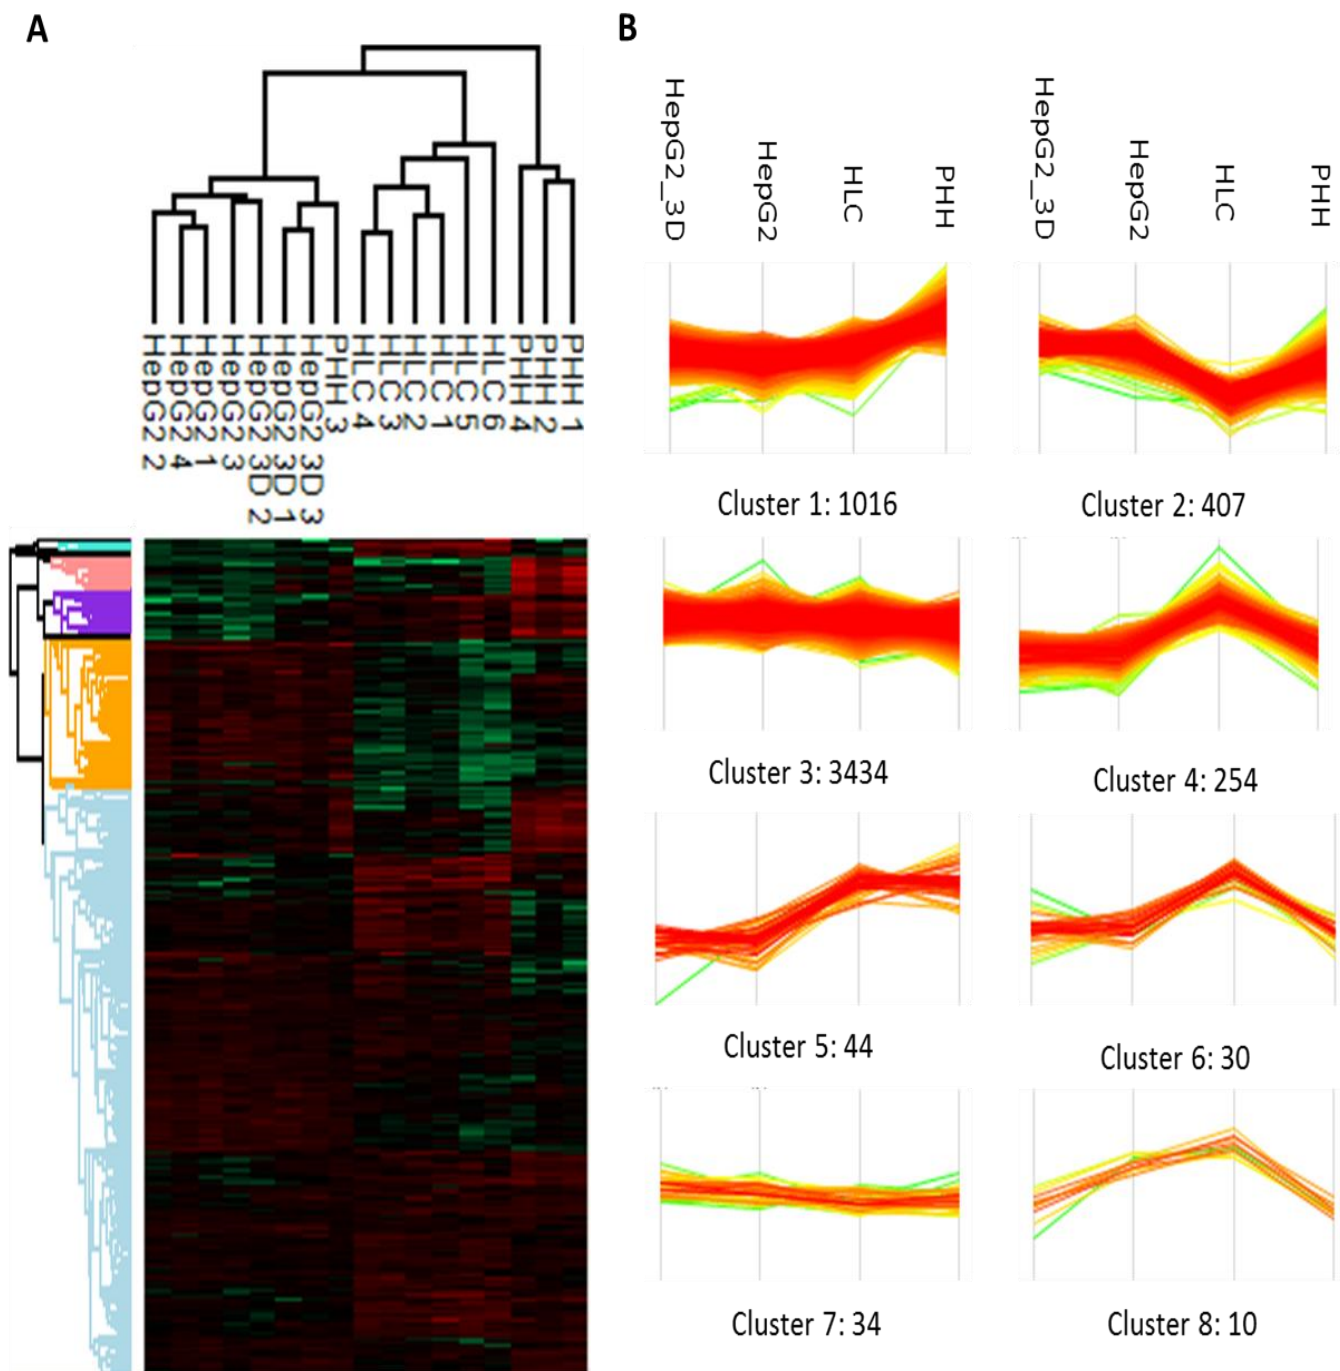 A
B
HepG2_3D
HepG2
HLC
PHH
HepG2_3D
HepG2
HLC
PHH
HepG2 2
HepG2 4
HepG2 1
HepG2 3
HepG2 3D 2
HepG2 3D 1
HepG2 3D 3
PHH 3
HLC 4
HLC 3
HLC 2
HLC 1
HLC 5
HLC 6
PHH 4
PHH 2
PHH 1
Cluster 1: 1016
Cluster 2: 407
Cluster 3: 3434
Cluster 4: 254
Cluster 5: 44
Cluster 6: 30
Cluster 7: 34
Cluster 8: 10